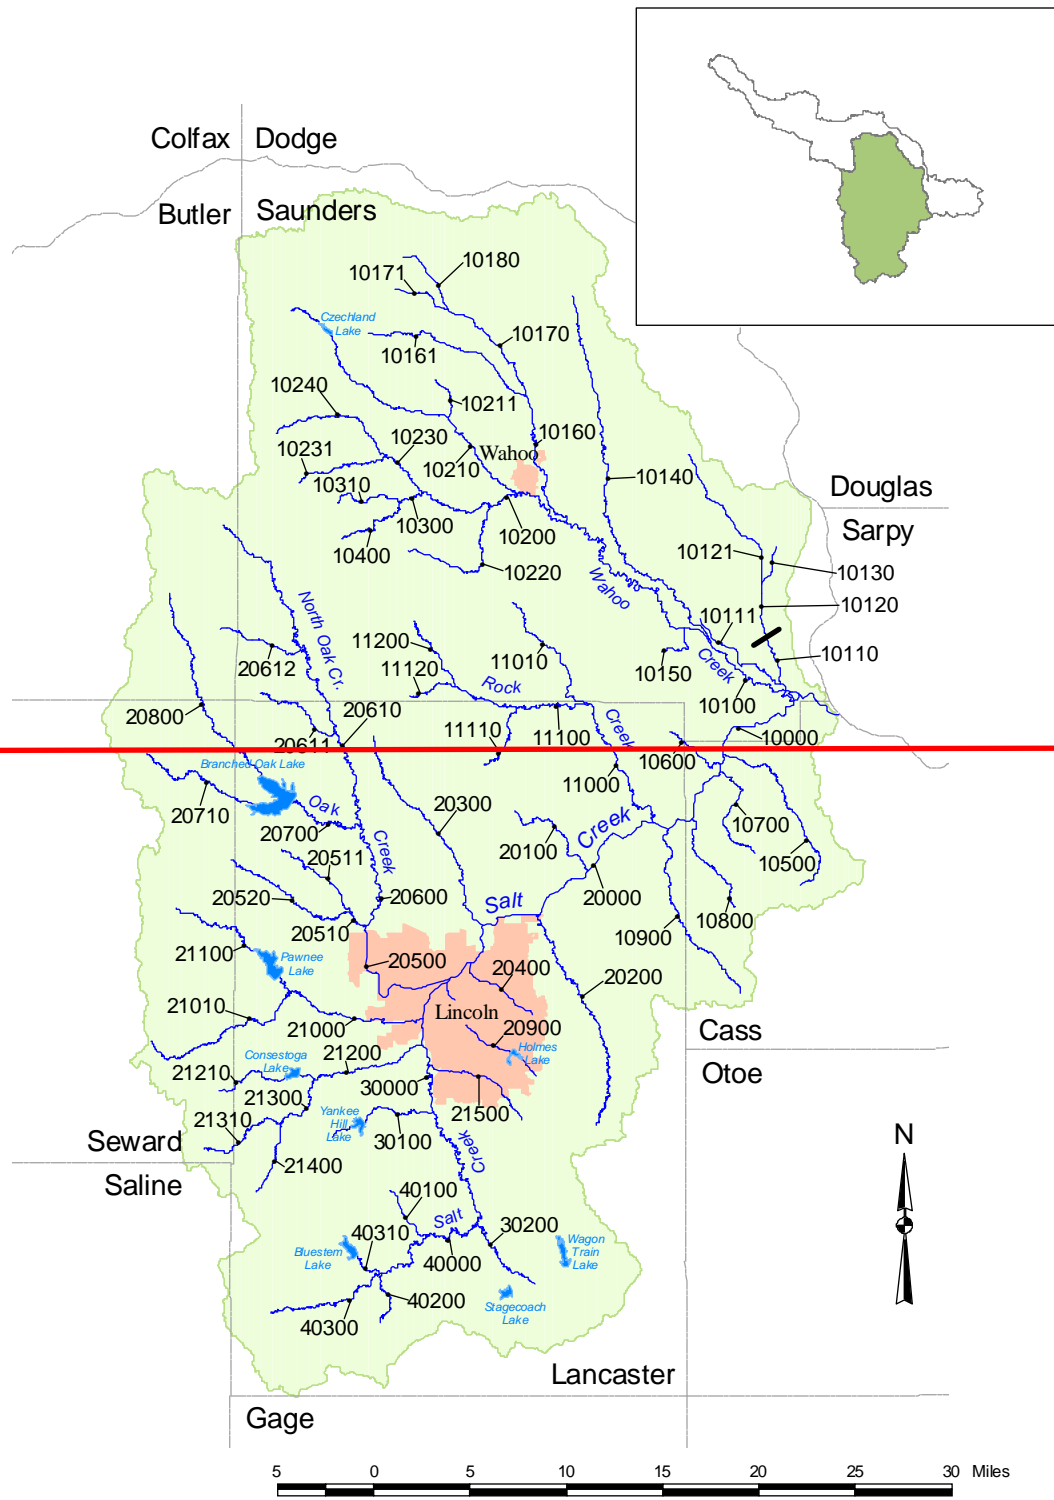 Colfax
Dodge
Butler
Saunders
10180
10171
Czechland
Lake
10170
10161
10240
10211
10160
10230
Wahoo
10231
10210
10310
10140
Douglas
10300
10200
Sarpy
10400
10121
10220
10130
Wahoo
North Oak Cr.
10120
10111
11200
11010
20612
11120
10150
Creek
10110
Rock
10100
20800
20610
Creek
11110
11100
10000
20611
10600
Branched Oak Lake
11000
20710
Oak
20300
Creek
10700
20700
20100
Creek
10500
20511
20000
20520
20600
Salt
10800
20510
10900
21100
Pawnee
Lake
20500
20400
20200
21010
21000
Lincoln
Cass
20900
Consestoga
Lake
21200
Holmes
Lake
Otoe
21210
30000
21300
Yankee
Hill
Lake
21500
21310
30100
Seward
Creek
N
21400
Saline
40100
Salt
40310
30200
Bluestem
Lake
40000
Wagon
Train
Lake
40200
Stagecoach
Lake
40300
Lancaster
Gage
5 0 5 10 15 20 25 30 Miles